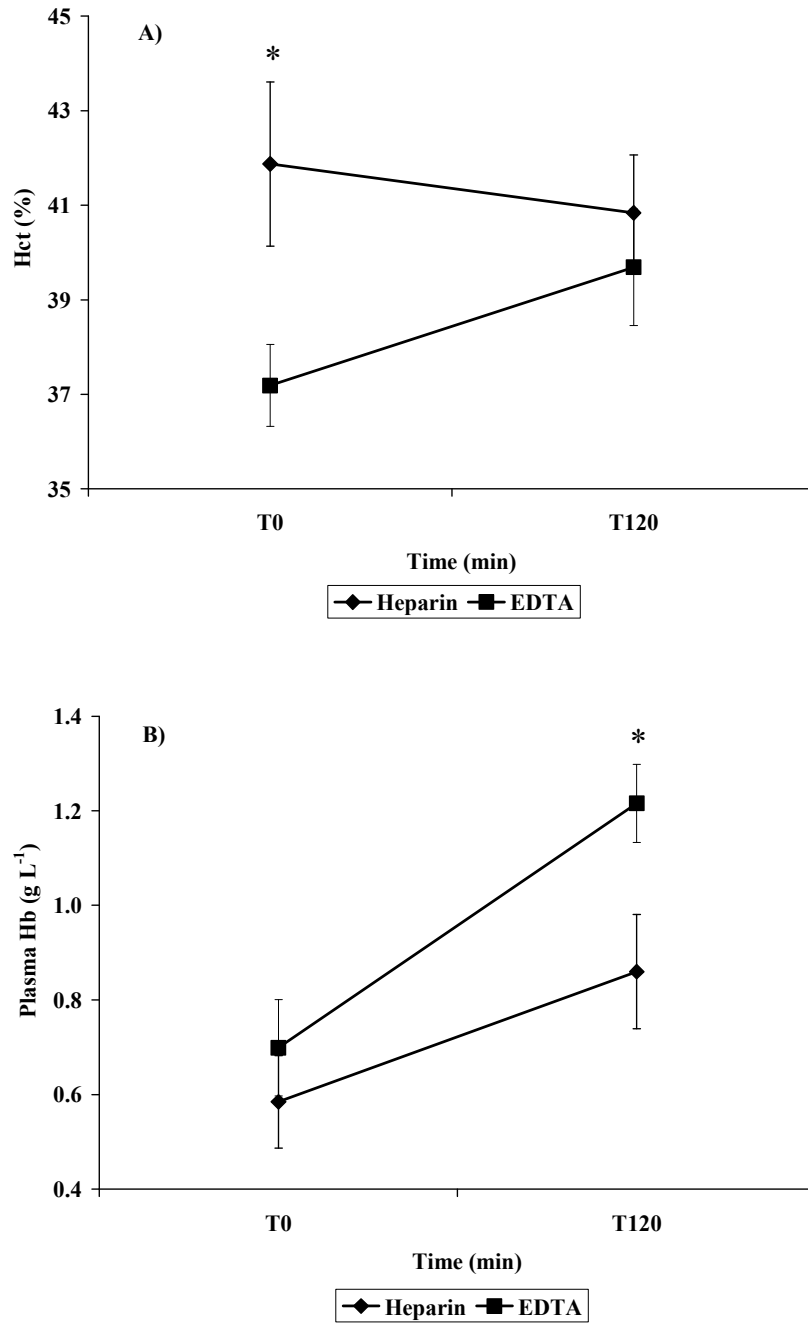 45
A)
*
43
41
Hct (%)
39
37
35
T0 T120
Time (min)
Heparin EDTA
1.4
B)
*
1.2
1.0
Plasma Hb (g L⁻¹)
0.8
0.6
0.4
T0 T120
Time (min)
Heparin EDTA